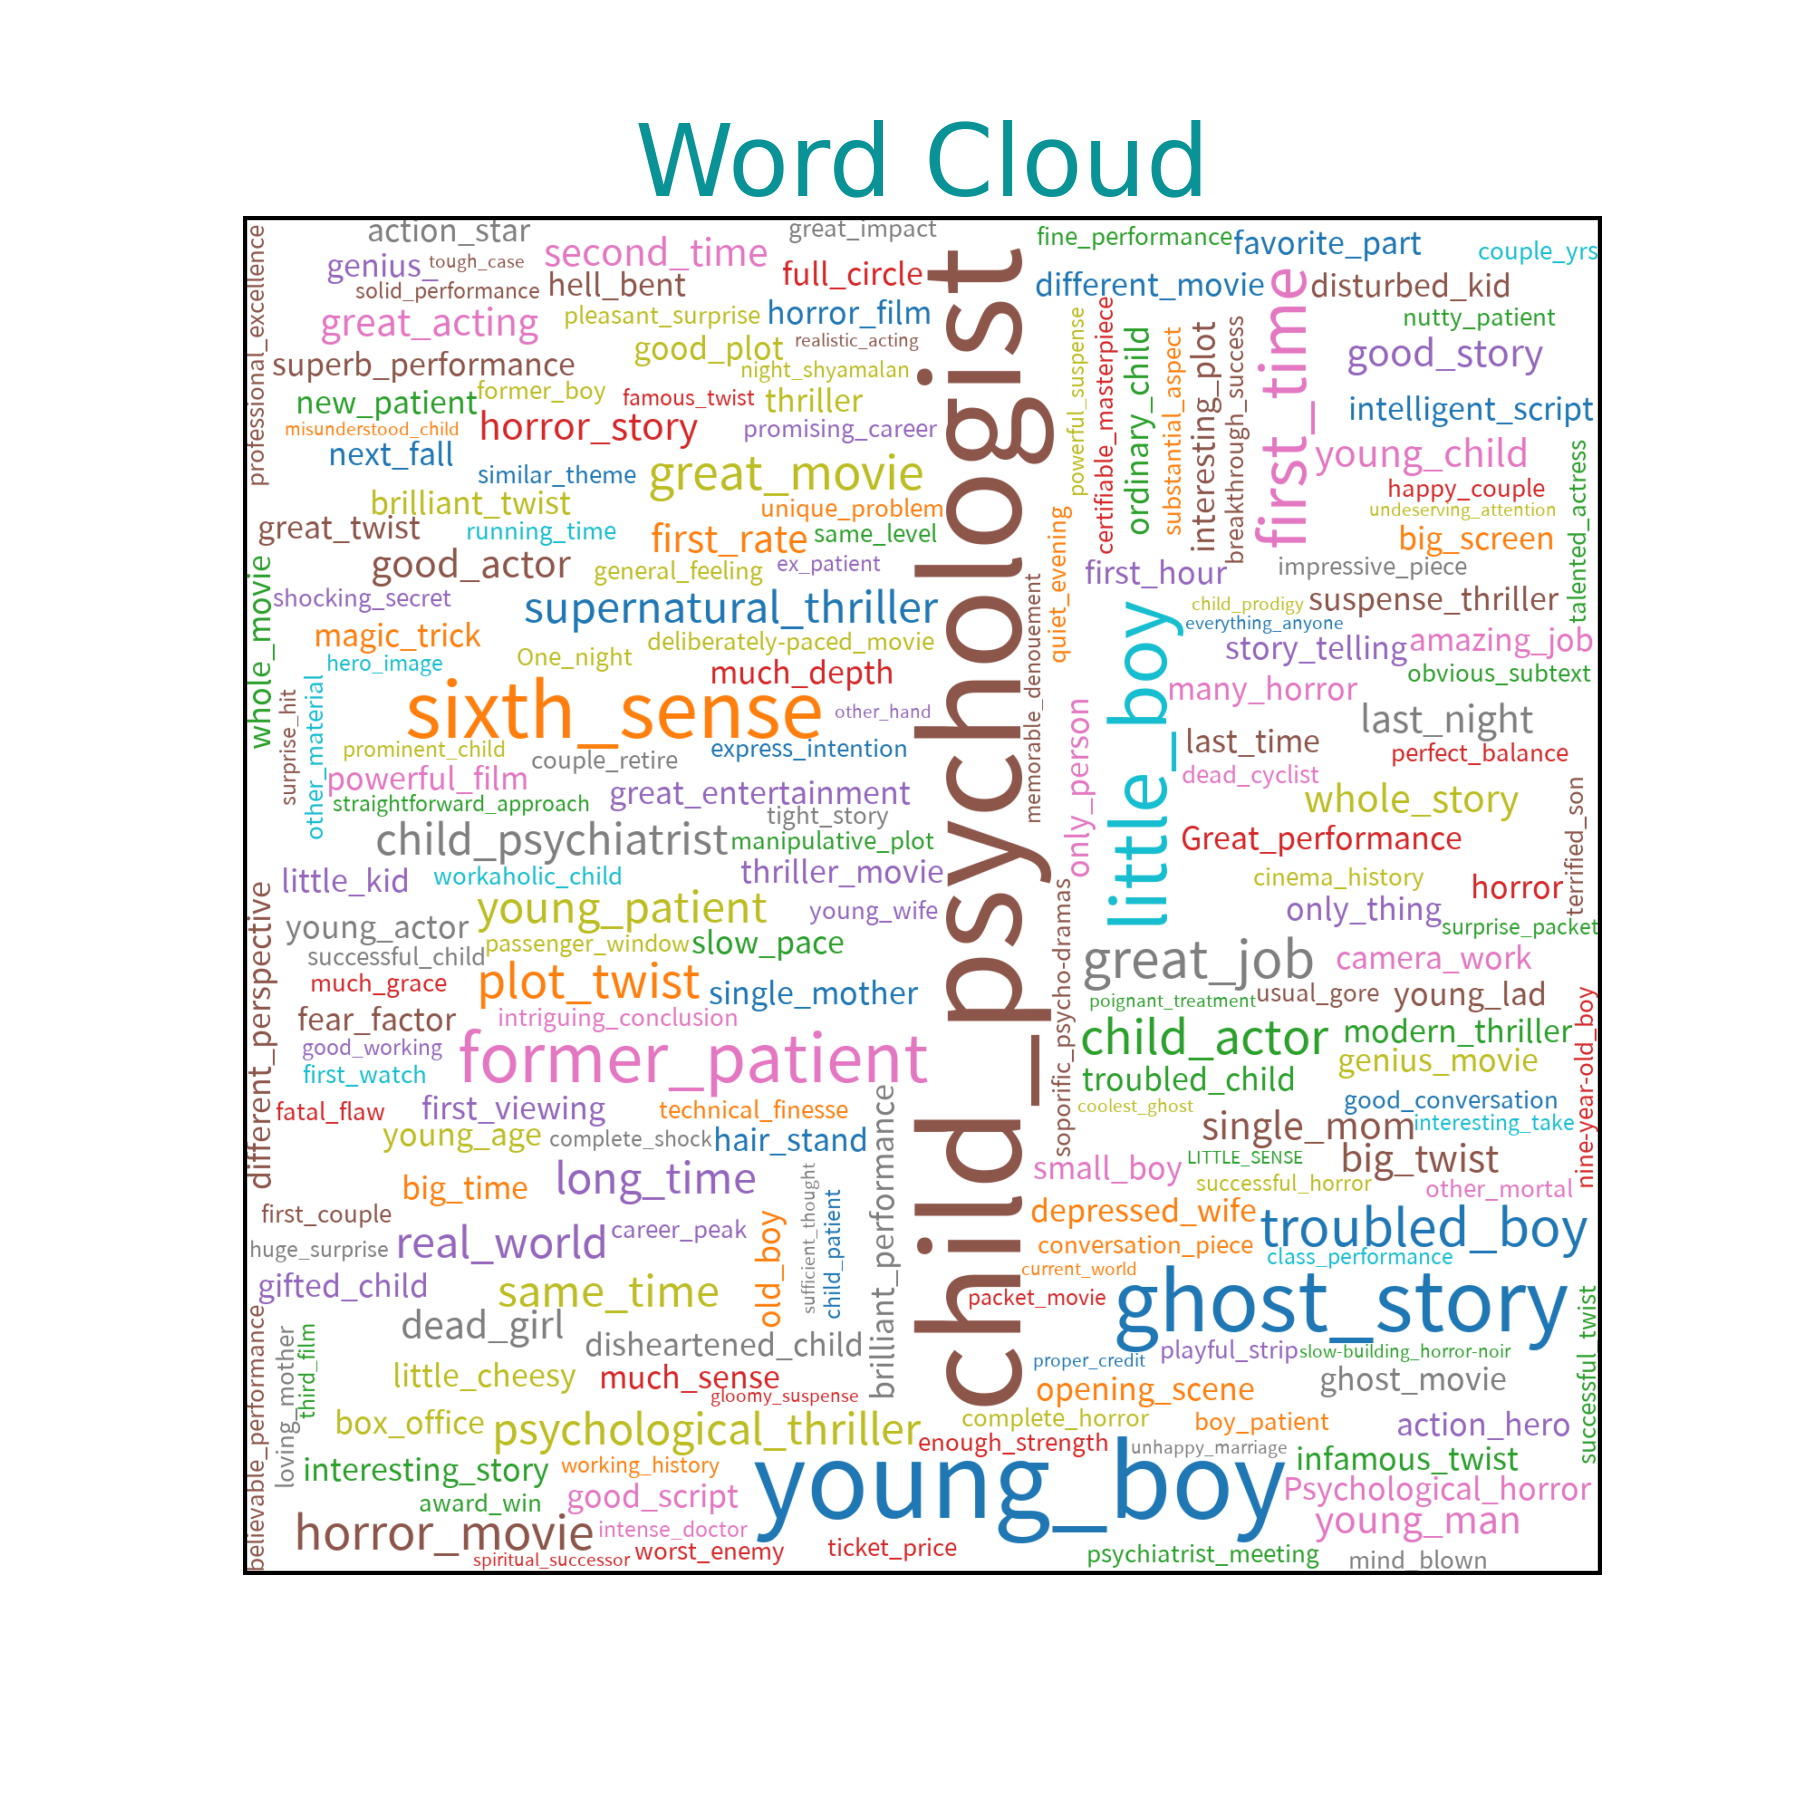 Word Cloud
action_star
great_impact
fine_performance
favorite_part
couple_yrs
second_time
genius_
tough_case
full_circle
solid_performance
hell_bent
different_movie
disturbed_kid
professional_excellence
great_acting
pleasant_surprise
horror_film
nutty_patient
good_plot
realistic_acting
good_story
superb_performance
night_shyamalan
former_boy
new_patient
famous_twist
thriller
intelligent_script
misunderstood_child
horror_story
promising_career
powerful_suspense
certifiable_masterpiece
ordinary_child
substantial_aspect
interesting_plot
breakthrough_success
first_time
next_fall
young_child
similar_theme
great_movie
happy_couple
talented_actress
brilliant_twist
unique_problem
undeserving_attention
great_twist
running_time
first_rate
same_level
big_screen
good_actor
general_feeling
ex_patient
quiet_evening
first_hour
impressive_piece
shocking_secret
supernatural_thriller
child_prodigy
suspense_thriller
everything_anyone
whole_movie
magic_trick
deliberately-paced_movie
story_telling
amazing_job
hero_image
One_night
much_depth
obvious_subtext
many_horror
memorable_denouement
little_boy
child_psychologist
sixth_sense
other_hand
last_night
surprise_hit
other_material
prominent_child
couple_retire
express_intention
last_time
perfect_balance
powerful_film
only_person
dead_cyclist
straightforward_approach
great_entertainment
whole_story
tight_story
child_psychiatrist
manipulative_plot
Great_performance
terrified_son
little_kid
workaholic_child
thriller_movie
cinema_history
horror
young_patient
young_wife
only_thing
young_actor
passenger_window
slow_pace
surprise_packet
successful_child
great_job
camera_work
much_grace
plot_twist
single_mother
poignant_treatment
usual_gore
young_lad
different_perspective
fear_factor
intriguing_conclusion
soporific_psycho-dramas
child_actor
modern_thriller
good_working
former_patient
genius_movie
first_watch
troubled_child
nine-year-old_boy
fatal_flaw
first_viewing
technical_finesse
coolest_ghost
good_conversation
young_age
complete_shock
hair_stand
single_mom
interesting_take
brilliant_performance
small_boy
LITTLE_SENSE
big_twist
big_time
long_time
successful_horror
other_mortal
first_couple
sufficient_thought
child_patient
old_boy
depressed_wife
troubled_boy
huge_surprise
real_world
career_peak
conversation_piece
class_performance
gifted_child
same_time
current_world
packet_movie
ghost_story
dead_girl
disheartened_child
believable_performance
loving_mother
third_film
playful_strip
slow-building_horror-noir
successful_twist
proper_credit
little_cheesy
much_sense
gloomy_suspense
opening_scene
ghost_movie
box_office
psychological_thriller
complete_horror
boy_patient
action_hero
enough_strength
unhappy_marriage
interesting_story
working_history
young_boy
infamous_twist
award_win
good_script
Psychological_horror
horror_movie
intense_doctor
young_man
spiritual_successor
worst_enemy
ticket_price
psychiatrist_meeting
mind_blown